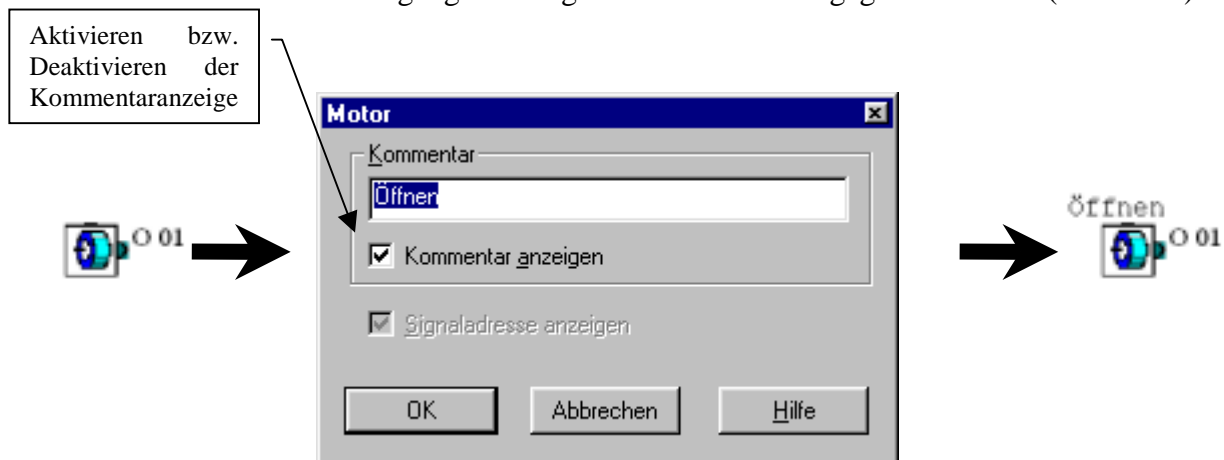 Aktivieren bzw.
Deaktivieren der
Kommentaranzeige
Motor
Kommentar
Öffnen
Kommentar anzeigen
Signaladresse anzeigen
OK Abbrechen Hilfe
O 01
Öffnen
O 01